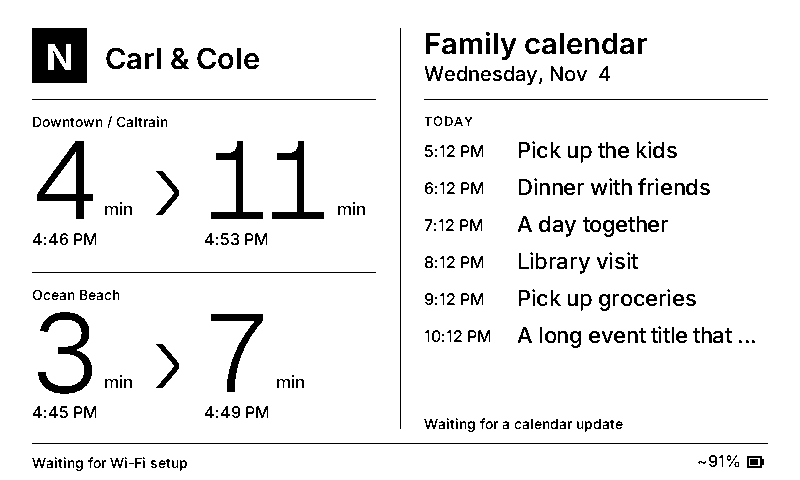 N
Carl & Cole
Downtown / Caltrain
4 min > 11 min
4:46 PM 4:53 PM
Ocean Beach
3 min > 7 min
4:45 PM 4:49 PM
Family calendar
Wednesday, Nov 4
TODAY
5:12 PM Pick up the kids
6:12 PM Dinner with friends
7:12 PM A day together
8:12 PM Library visit
9:12 PM Pick up groceries
10:12 PM A long event title that ...
Waiting for a calendar update
Waiting for Wi-Fi setup
~91%